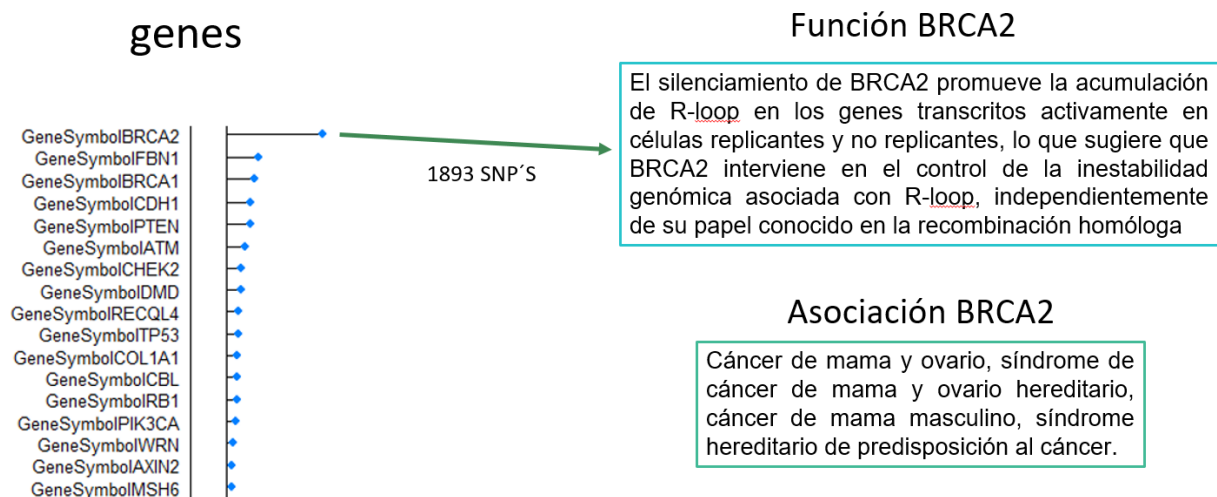 genes
GeneSymbolBRCA2
GeneSymbolFBN1
GeneSymbolBRCA1
GeneSymbolCDH1
GeneSymbolPTEN
GeneSymbolATM
GeneSymbolCHEK2
GeneSymbolDMD
GeneSymbolRECQL4
GeneSymbolTP53
GeneSymbolCOL1A1
GeneSymbolCBL
GeneSymbolRB1
GeneSymbolPIK3CA
GeneSymbolWRN
GeneSymbolAXIN2
GeneSymbolMSH6
1893 SNP´S
Función BRCA2
El silenciamiento de BRCA2 promueve la acumulación
de R-loop en los genes transcritos activamente en
células replicantes y no replicantes, lo que sugiere que
BRCA2 interviene en el control de la inestabilidad
genómica asociada con R-loop, independientemente
de su papel conocido en la recombinación homóloga
Asociación BRCA2
Cáncer de mama y ovario, síndrome de
cáncer de mama y ovario hereditario,
cáncer de mama masculino, síndrome
hereditario de predisposición al cáncer.